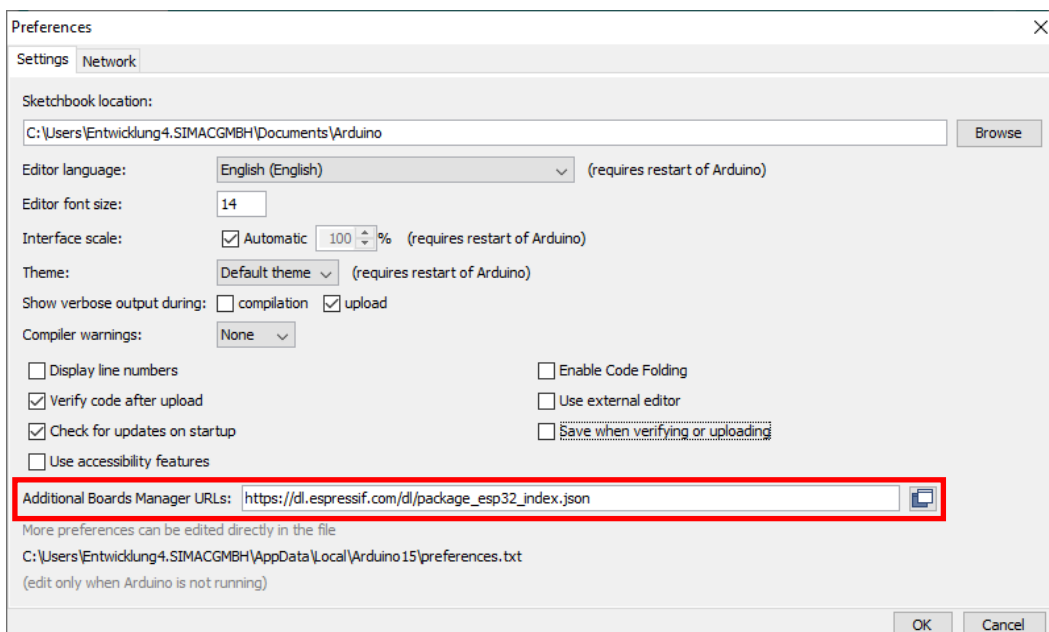 Preferences
Settings Network
Sketchbook location:
C:\Users\Entwicklung4.SIMACGMBH\Documents\Arduino Browse
Editor language: English (English) (requires restart of Arduino)
Editor font size: 14
Interface scale: Automatic 100 % (requires restart of Arduino)
Theme: Default theme (requires restart of Arduino)
Show verbose output during: compilation upload
Compiler warnings: None
Display line numbers Enable Code Folding
Verify code after upload Use external editor
Check for updates on startup Save when verifying or uploading
Use accessibility features
Additional Boards Manager URLs: https://dl.espressif.com/dl/package_esp32_index.json
More preferences can be edited directly in the file
C:\Users\Entwicklung4.SIMACGMBH\AppData\Local\Arduino15\preferences.txt
(edit only when Arduino is not running)
OK Cancel